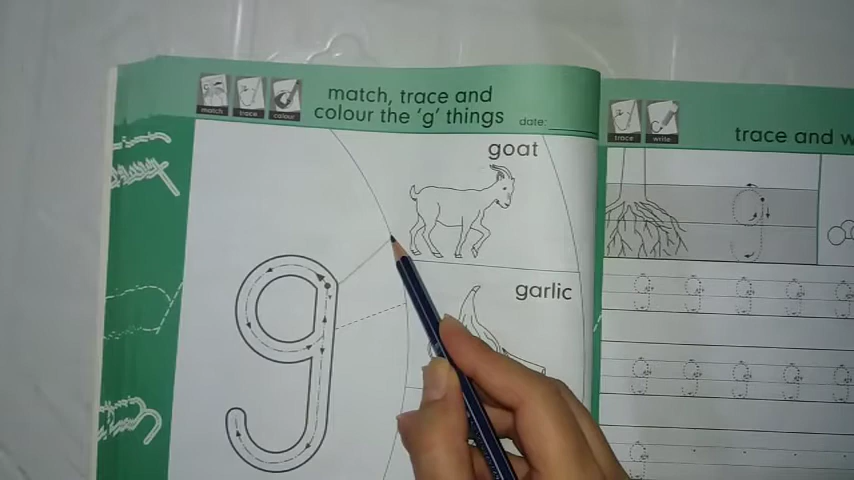 match
trace
colour
match, trace and
colour the 'g' things
date:
goat
garlic
g
trace
write
trace and w
g
g g g g g
g g g g g
g